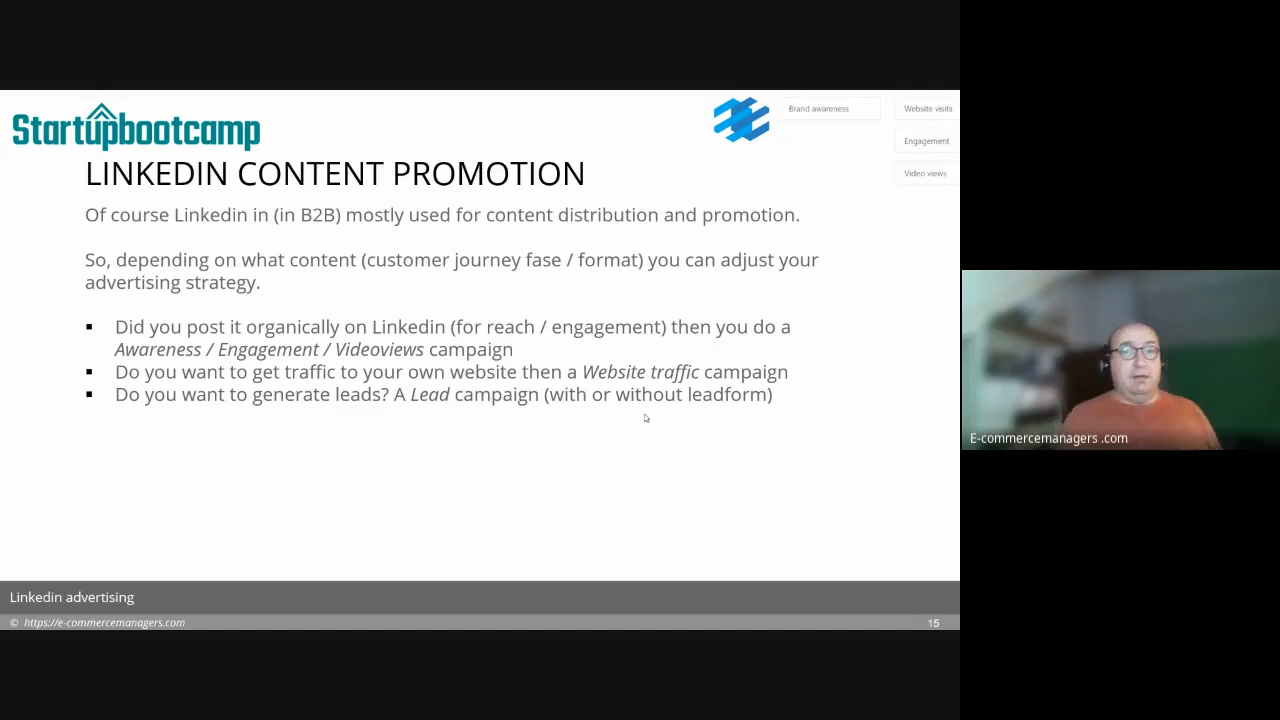 Startupbootcamp
Brand awareness
Website visits
Engagement
Video views
LINKEDIN CONTENT PROMOTION
Of course Linkedin in (in B2B) mostly used for content distribution and promotion.
So, depending on what content (customer journey fase / format) you can adjust your
advertising strategy.
▪ Did you post it organically on Linkedin (for reach / engagement) then you do a
Awareness / Engagement / Videoviews campaign
▪ Do you want to get traffic to your own website then a Website traffic campaign
▪ Do you want to generate leads? A Lead campaign (with or without leadform)
E-commercemanagers .com
Linkedin advertising
© https://e-commercemanagers.com
15